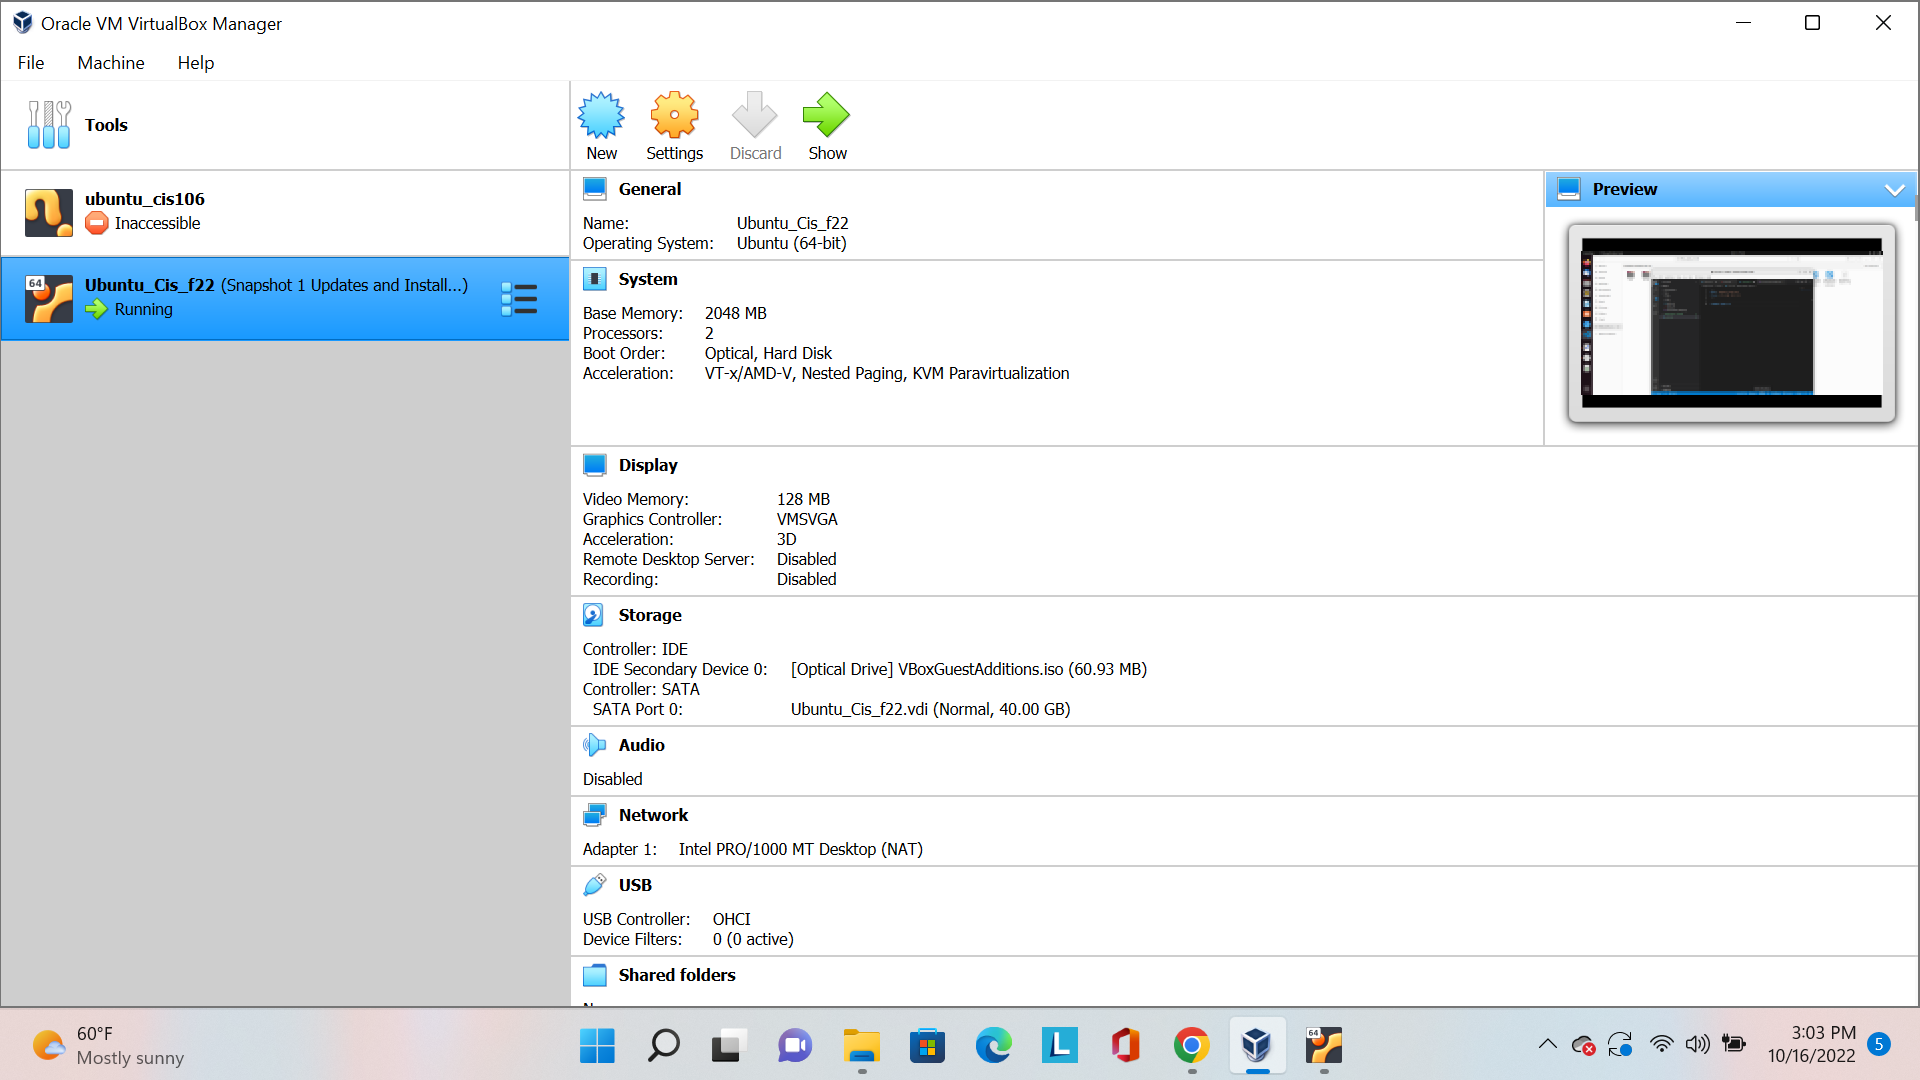 Oracle VM VirtualBox Manager
File Machine Help
Tools
New Settings Discard Show
ubuntu_cis106
Inaccessible
64
Ubuntu_Cis_f22 (Snapshot 1 Updates and Install...)
Running
General
Name: Ubuntu_Cis_f22
Operating System: Ubuntu (64-bit)
Preview
System
Base Memory: 2048 MB
Processors: 2
Boot Order: Optical, Hard Disk
Acceleration: VT-x/AMD-V, Nested Paging, KVM Paravirtualization
Display
Video Memory: 128 MB
Graphics Controller: VMSVGA
Acceleration: 3D
Remote Desktop Server: Disabled
Recording: Disabled
Storage
Controller: IDE
IDE Secondary Device 0: [Optical Drive] VBoxGuestAdditions.iso (60.93 MB)
Controller: SATA
SATA Port 0: Ubuntu_Cis_f22.vdi (Normal, 40.00 GB)
Audio
Disabled
Network
Adapter 1: Intel PRO/1000 MT Desktop (NAT)
USB
USB Controller: OHCI
Device Filters: 0 (0 active)
Shared folders
60°F
Mostly sunny
L
64
3:03 PM
10/16/2022
5